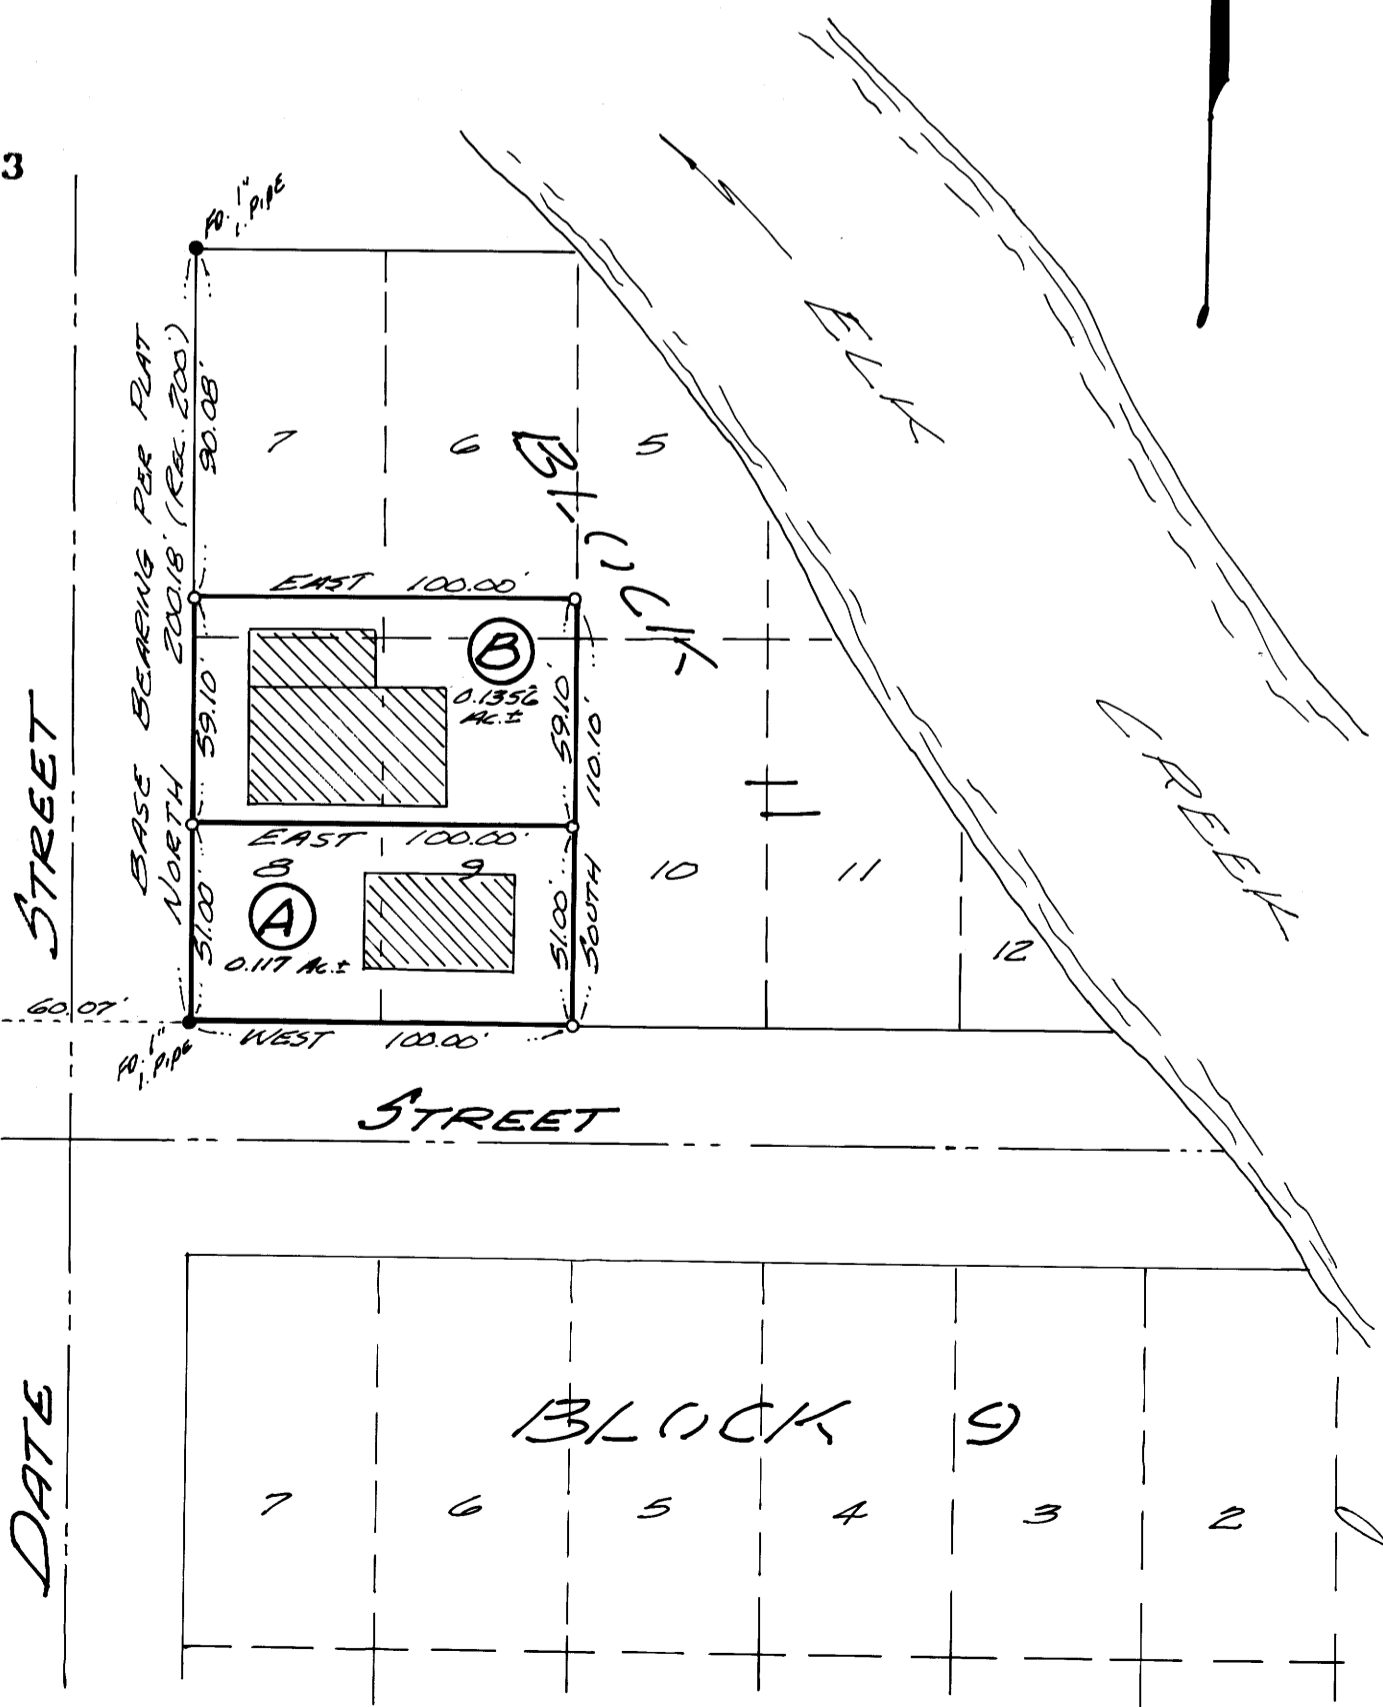 3
FD. 1"
I. PIPE
BASE BEARING PER PLAT
NORTH 200.18' (REC. 200')
90.08'
7
6
5
ELK
CREEK
BLOCK
EAST 100.00'
B
0.1356
AC.±
59.10'
59.10'
110.10'
SOUTH
EAST 100.00'
8
9
10
11
12
A
0.117 AC.±
51.00'
51.00'
60.07'
WEST 100.00'
FD. 1"
I. PIPE
STREET
DATE STREET
BLOCK 9
7
6
5
4
3
2